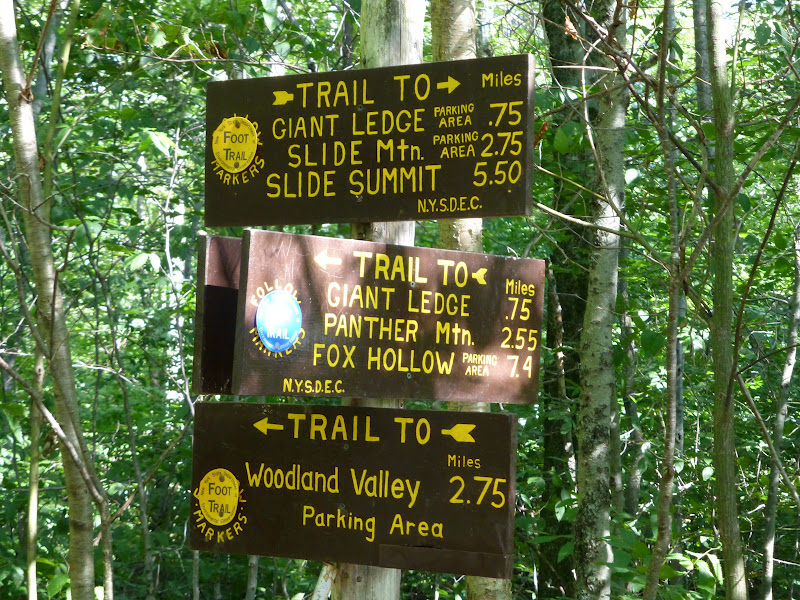 TRAIL TO Miles
GIANT LEDGE PARKING AREA .75
SLIDE Mtn. PARKING AREA 2.75
SLIDE SUMMIT 5.50
N.Y.S.D.E.C.
FOOT TRAIL
MARKERS
TRAIL TO Miles
GIANT LEDGE .75
PANTHER Mtn. 2.55
FOX HOLLOW PARKING AREA 7.4
N.Y.S.D.E.C.
FOLLOW
TRAIL
MARKERS
TRAIL TO
Miles
Woodland Valley 2.75
Parking Area
FOOT TRAIL
MARKERS